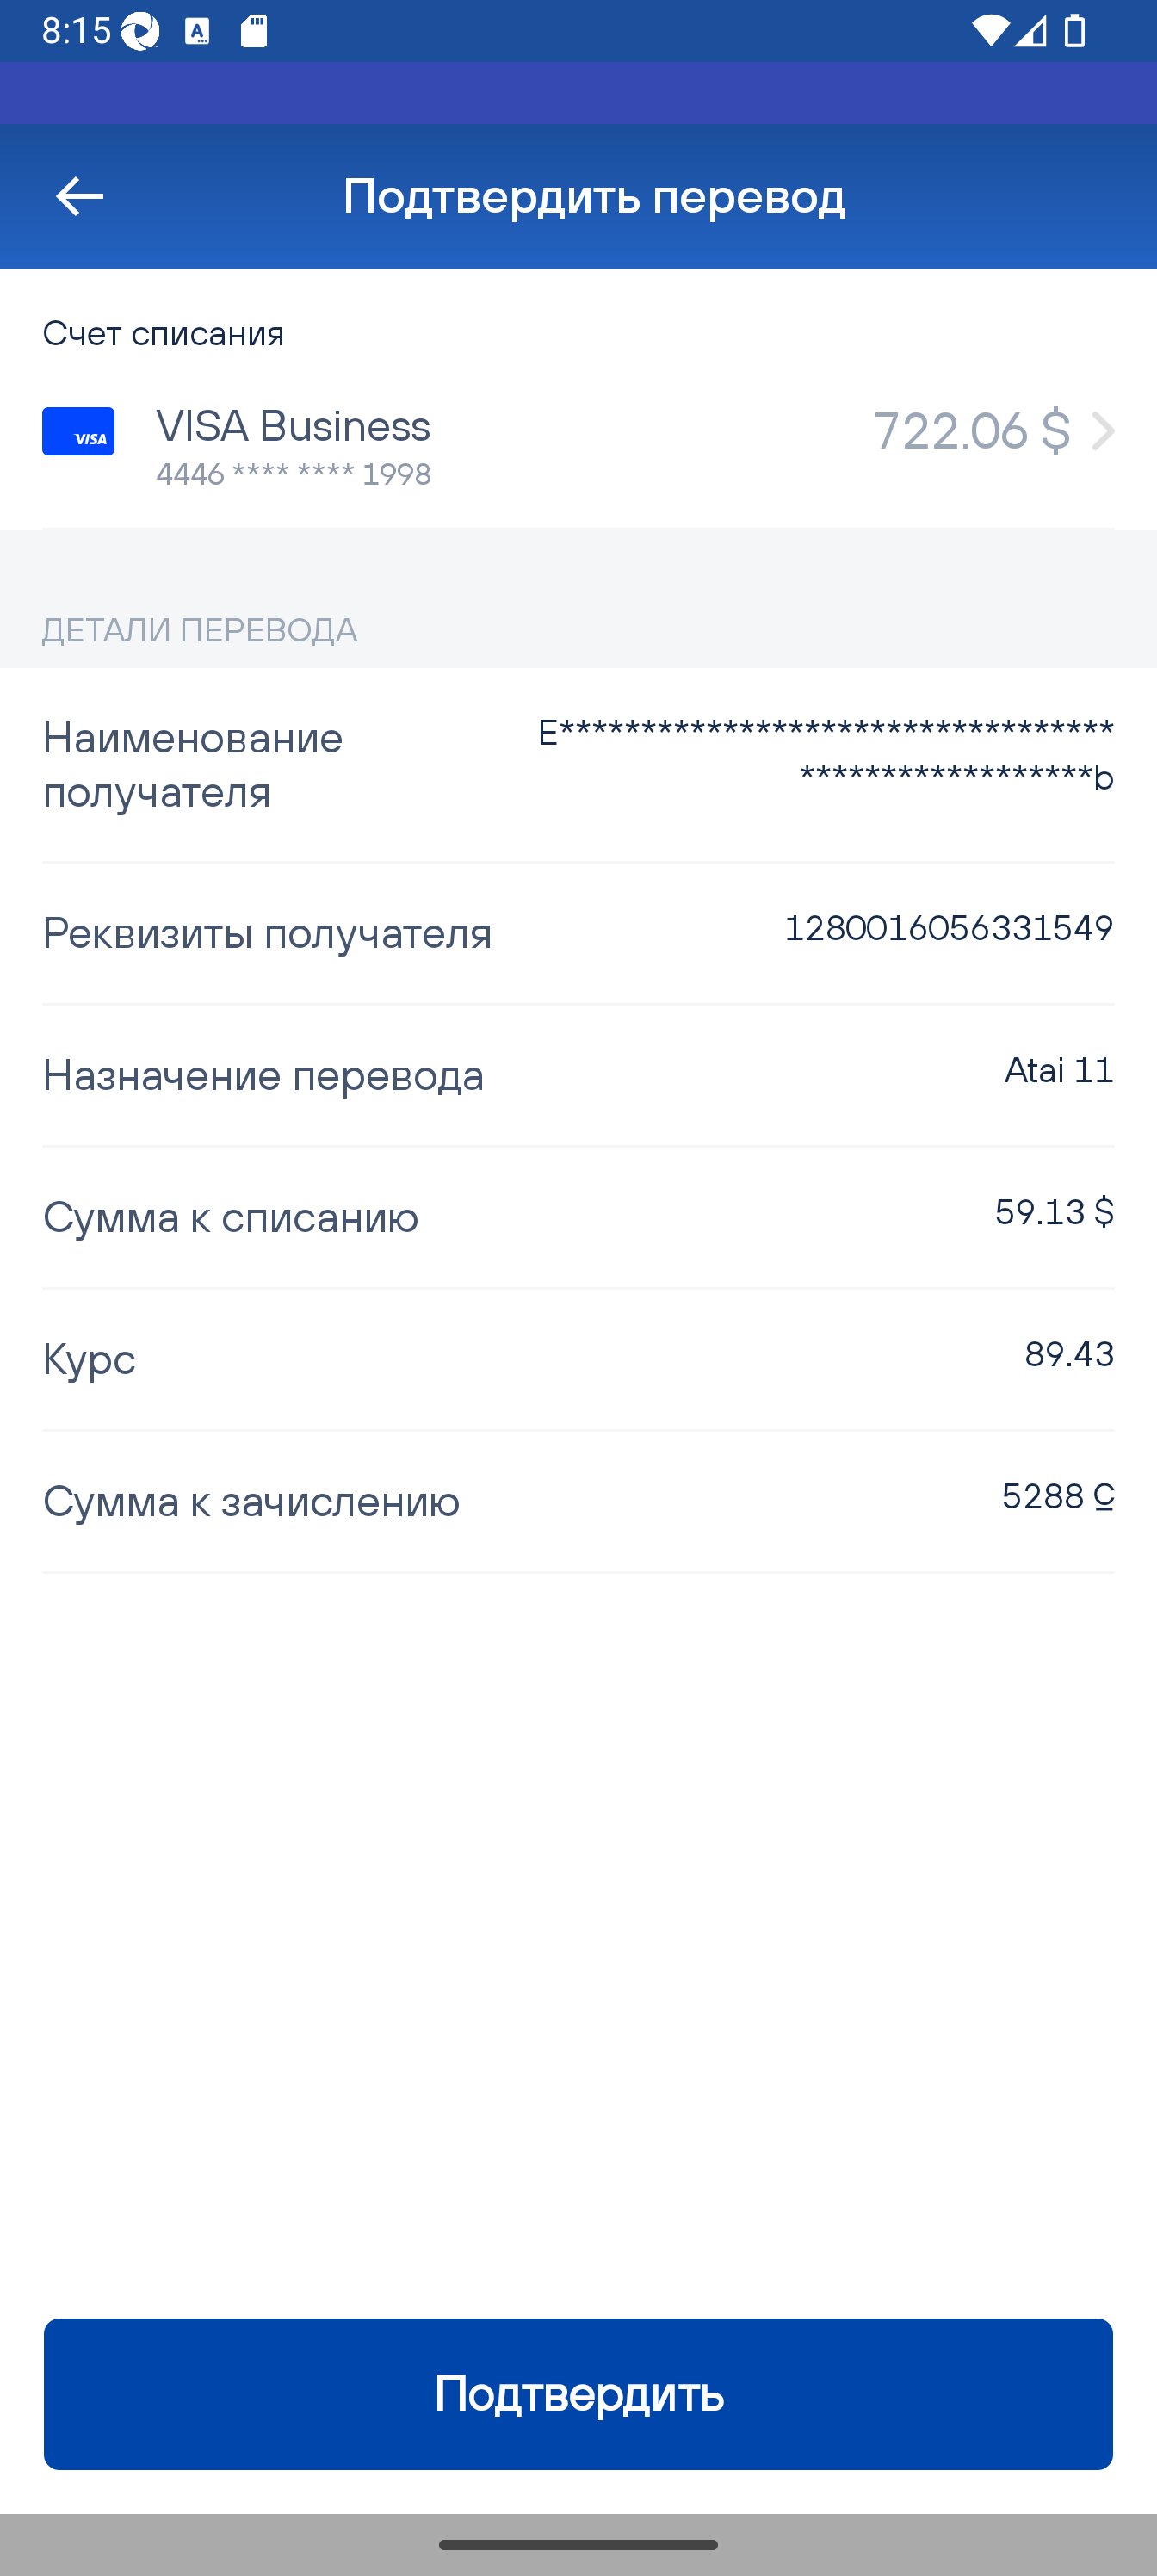 8:15
Подтвердить перевод
Счет списания
VISA
VISA Business
722.06 $
4446 **** **** 1998
ДЕТАЛИ ПЕРЕВОДА
Наименование получателя
E**********************************
******************b
Реквизиты получателя
1280016056331549
Назначение перевода
Atai 11
Сумма к списанию
59.13 $
Курс
89.43
Сумма к зачислению
5288 С̲
Подтвердить